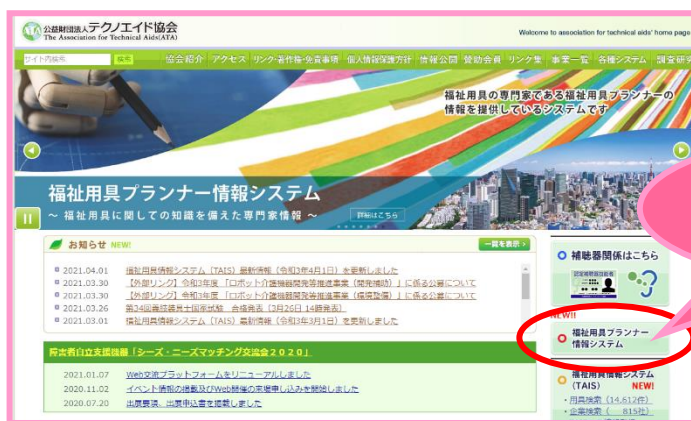 公益財団法人テクノエイド協会
The Association for Technical Aids(ATA)
Welcome to association for technical aids' home page
サイト内検索 検索 協会紹介 アクセス リンク・著作権・免責事項 個人情報保護方針 情報公開 賛助会員 リンク集 事業一覧 各種システム 調査研究
福祉用具の専門家である福祉用具プランナーの
情報を提供しているシステムです
福祉用具プランナー情報システム
～ 福祉用具に関しての知識を備えた専門家情報 ～ 詳細はこちら
お知らせ NEW! 一覧を表示
2021.04.01 福祉用具情報システム（TAIS）最新情報（令和3年4月1日）を更新しました
2021.03.30 【外部リンク】令和3年度「ロボット介護機器開発等推進事業（開発補助）」に係る公募について
2021.03.30 【外部リンク】令和3年度「ロボット介護機器開発等推進事業（環境整備）」に係る公募について
2021.03.26 第34回義肢装具士国家試験 合格発表（2月26日 14時発表）
2021.03.01 福祉用具情報システム（TAIS）最新情報（令和3年3月1日）を更新しました
障害者自立支援機器「シーズ・ニーズマッチング交流会２０２０」
2021.01.07 Web交流プラットフォームをリニューアルしました
2020.11.02 イベント情報の掲載及びWeb開催の来場申し込みを開始しました
2020.07.20 出展要項、出展申込書を掲載しました
補聴器関係はこちら
NEW!!
福祉用具プランナー
情報システム
福祉用具情報システム
（TAIS） NEW!
・用具検索（14,612件）
・企業検索（ 815社）